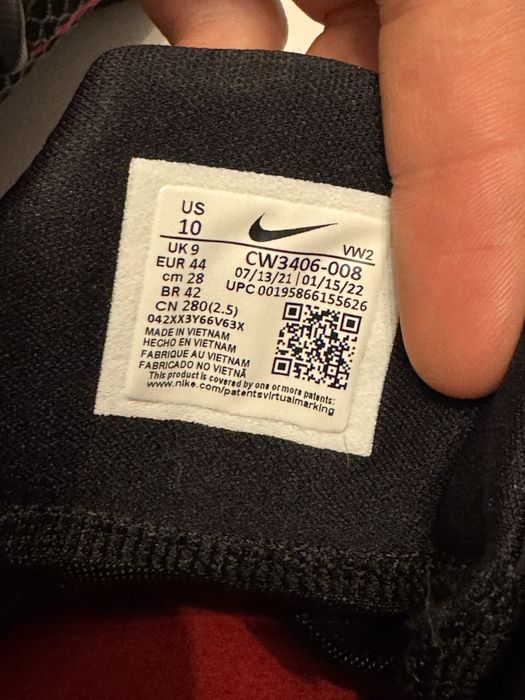 US
10
VW2
UK 9
CW3406-008
EUR 44
07/13/21 | 01/15/22
cm 28
UPC 00195866155626
BR 42
CN 280(2.5)
042XX3Y66V63X
MADE IN VIETNAM
HECHO EN VIETNAM
FABRIQUE AU VIETNAM
FABRICADO NO VIETNÃ
This product is covered by one or more patents:
www.nike.com/patentsvirtualmarking